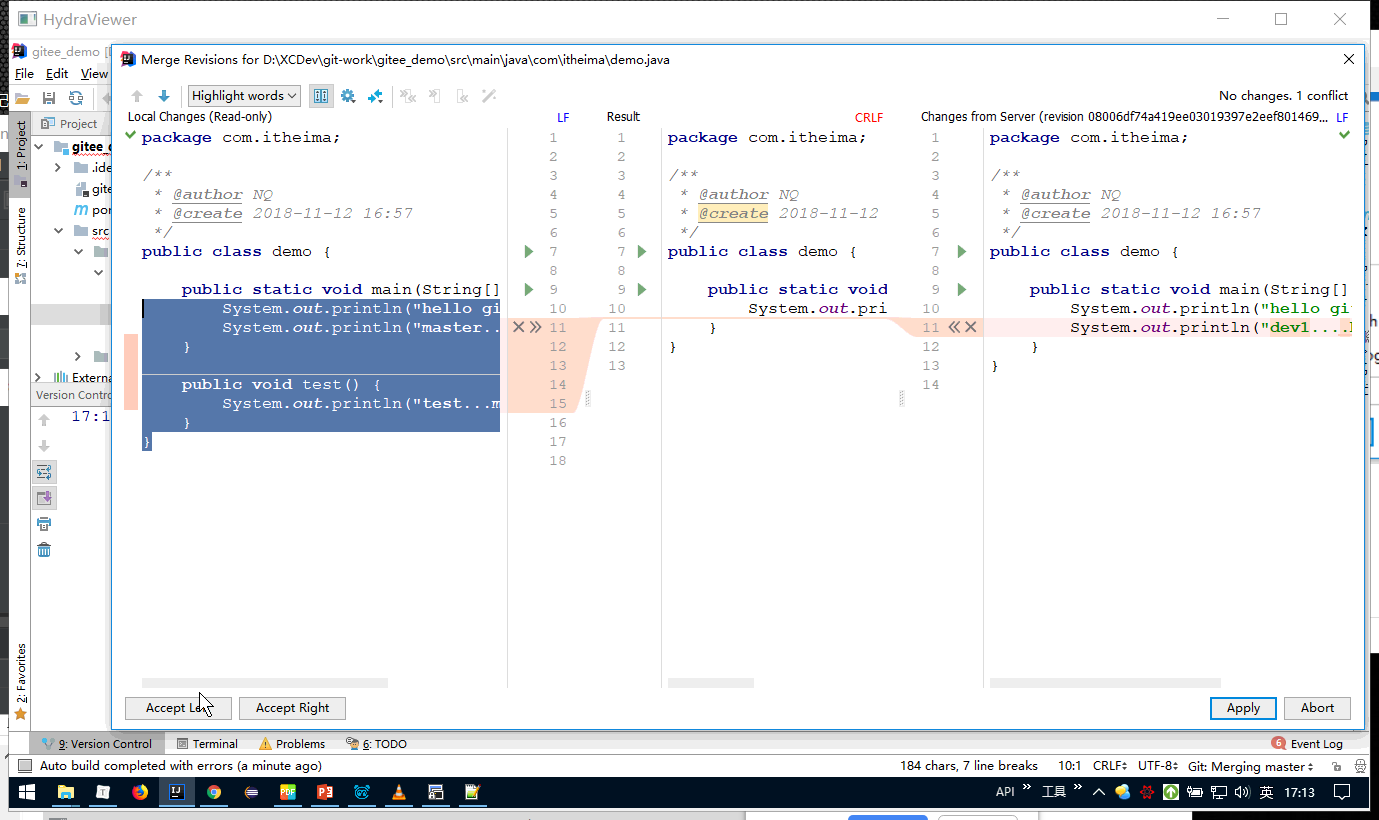 HydraViewer
gitee_demo [
File Edit View
Merge Revisions for D:\XCDev\git-work\gitee_demo\src\main\java\com\itheima\demo.java
Highlight words
No changes. 1 conflict
Local Changes (Read-only) LF
Result CRLF
Changes from Server (revision 08006df74a419ee03019397e2eef801469... LF
Project
1: Project
7: Structure
2: Favorites
gitee_
.ide
gite
por
src
Externa
Version Contro
17:1
package com.itheima;
/**
* @author NQ
* @create 2018-11-12 16:57
*/
public class demo {
public static void main(String[]
System.out.println("hello gi
System.out.println("master..
}
public void test() {
System.out.println("test...m
}
}
1
2
3
4
5
6
7
8
9
10
11
12
13
14
15
16
17
18
1
2
3
4
5
6
7
8
9
10
11
12
13
package com.itheima;
/**
* @author NQ
* @create 2018-11-12
*/
public class demo {
public static void
System.out.pri
}
}
1
2
3
4
5
6
7
8
9
10
11
12
13
14
package com.itheima;
/**
* @author NQ
* @create 2018-11-12 16:57
*/
public class demo {
public static void main(String[]
System.out.println("hello gi
System.out.println("dev1....
}
}
Accept Le
Accept Right
Apply
Abort
9: Version Control
Terminal
Problems
6: TODO
6 Event Log
Auto build completed with errors (a minute ago)
184 chars, 7 line breaks 10:1 CRLF UTF-8 Git: Merging master
API » 工具 » 英 17:13